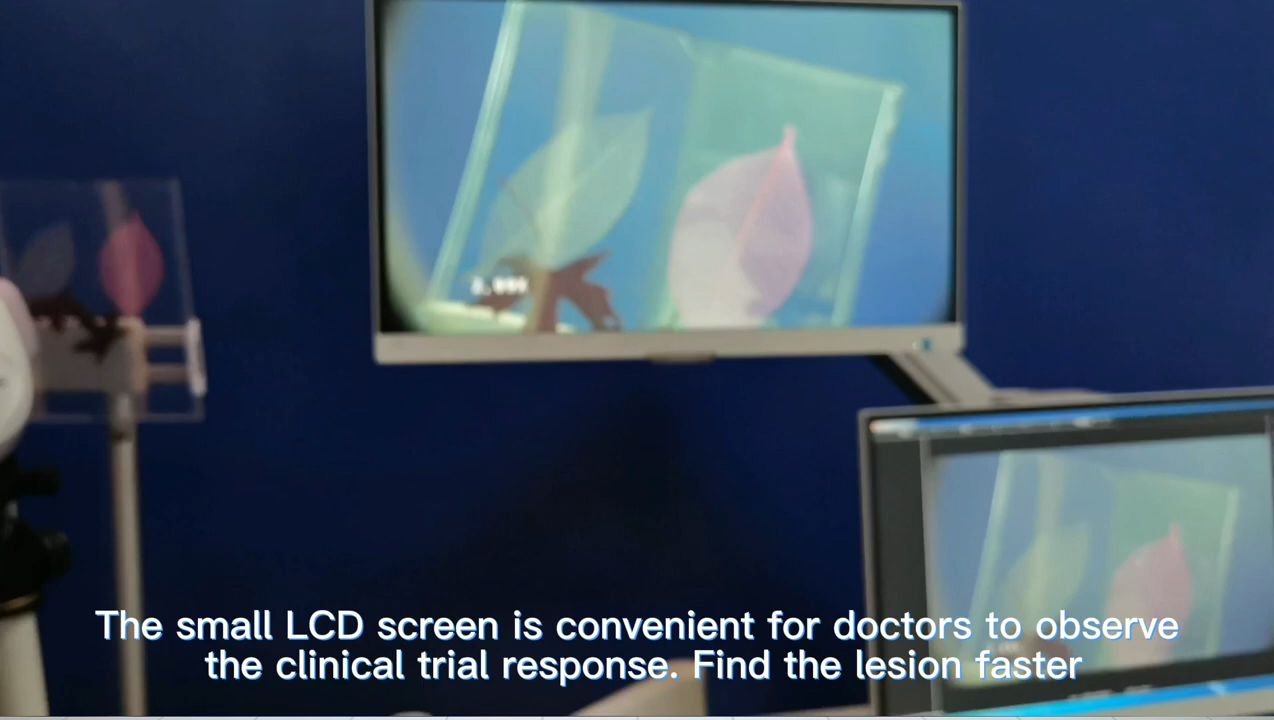 The small LCD screen is convenient for doctors to observe
the clinical trial response. Find the lesion faster